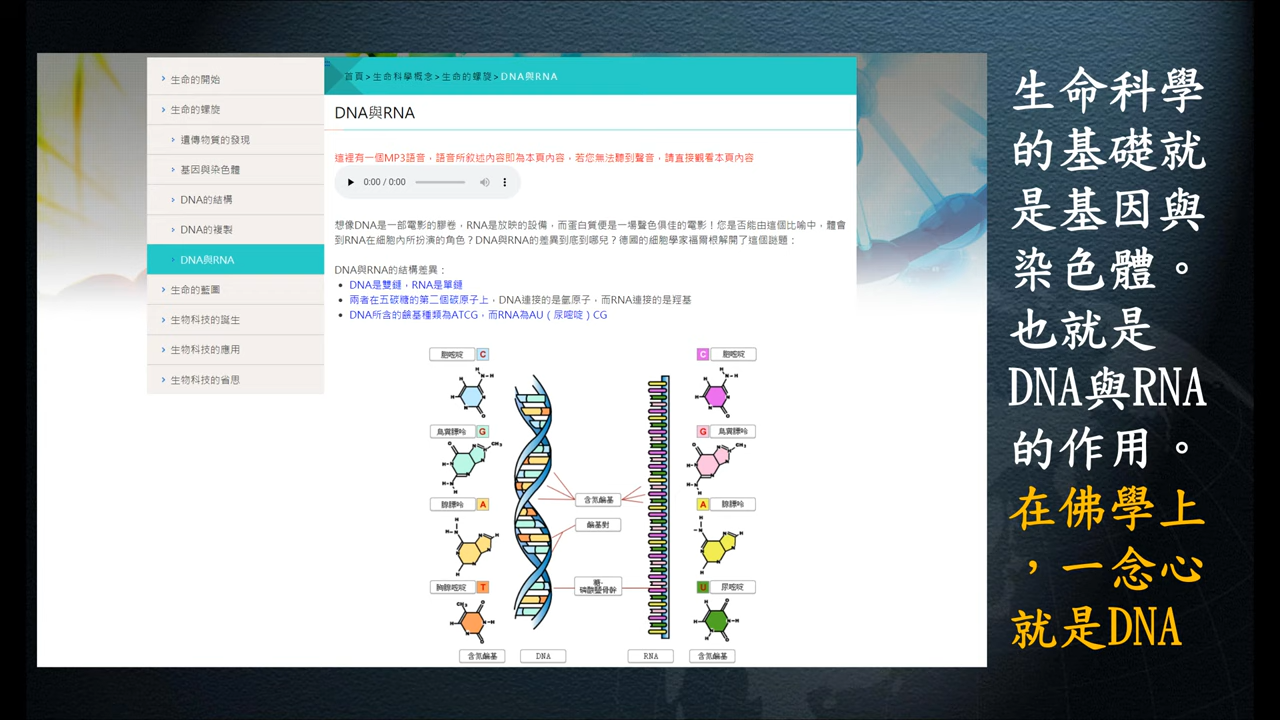 生命的開始
生命的螺旋
遺傳物質的發現
基因與染色體
DNA的結構
DNA的複製
DNA與RNA
生命的藍圖
生物科技的誕生
生物科技的應用
生物科技的省思
首頁>生命科學概念>生命的螺旋>DNA與RNA
DNA與RNA
這裡有一個MP3語音，語音所敘述內容即為本頁內容，若您無法聽到聲音，請直接觀看本頁內容
0:00 / 0:00
想像DNA是一部電影的膠卷，RNA是放映的設備，而蛋白質便是一場聲色俱佳的電影！您是否能由這個比喻中，體會
到RNA在細胞內所扮演的角色？DNA與RNA的差異到底到哪兒？德國的細胞學家福爾根解開了這個謎題：
DNA與RNA的結構差異：
DNA是雙鏈，RNA是單鏈
兩者在五碳糖的第二個碳原子上，DNA連接的是氫原子，而RNA連接的是羥基
DNA所含的鹼基種類為ATCG，而RNA為AU（尿嘧啶）CG
胞嘧啶 C
鳥糞膘呤 G
腺膘呤 A
胸腺嘧啶 T
含氮鹼基
DNA
含氮鹼基
鹼基對
糖-
磷酸骨幹
C 胞嘧啶
G 鳥糞膘呤
A 腺膘呤
U 尿嘧啶
RNA
含氮鹼基
生命科學
的基礎就
是基因與
染色體。
也就是
DNA與RNA
的作用。
在佛學上
，一念心
就是DNA